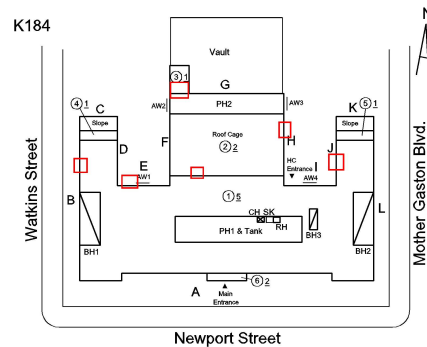 K184
N
Vault
③ 1
G
C
K
④ 1
⑤ 1
AW2
PH2
AW3
Slope
Slope
D
F
Roof Cage
② 2
H
J
E
AW1
HC
Entrance
I
AW4
Watkins Street
Mother Gaston Blvd.
B
L
① 5
CH SK
PH1 & Tank
RH
BH3
BH1
BH2
⑥ 2
A
Main
Entrance
Newport Street